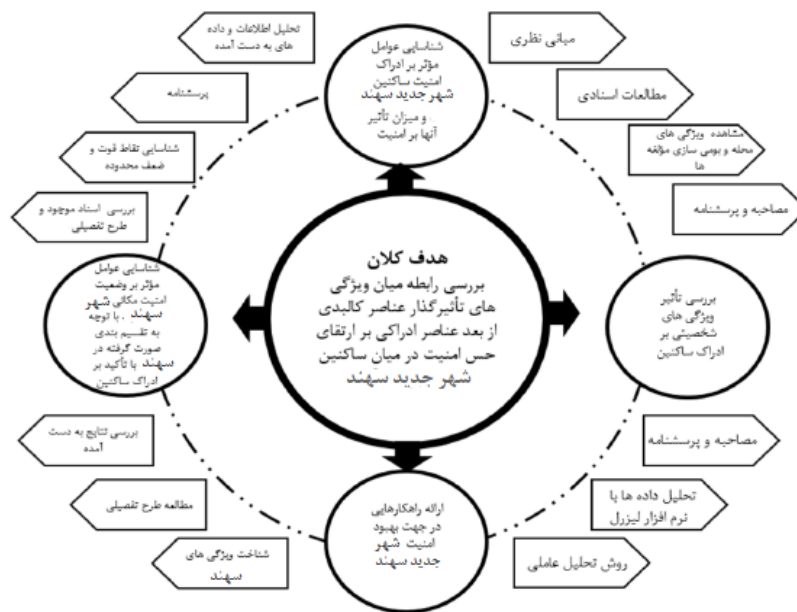 تحلیل اطلاعات و داده
های به دست آمده
پرسشنامه
شناسایی نقاط قوت و
ضعف محدوده
بررسی اسناد موجود و
طرح تفصیلی
شناسایی عوامل
مؤثر بر ادراک
امنیت ساکنین
شهر جدید سهند
و میزان تأثیر
آنها بر امنیت
مبانی نظری
مطالعات اسنادی
مشاهده ویژگی های
محله و بومی سازی مؤلفه
ها
مصاحبه و پرسشنامه
هدف کلان
بررسی رابطه میان ویژگی
های تأثیرگذار عناصر کالبدی
از بعد عناصر ادراکی بر ارتقای
حس امنیت در میان ساکنین
شهر جدید سهند
شناسایی عوامل
مؤثر بر وضعیت
امنیت مکانی شهر
سهند . با توجه
به تقسیم بندی
صورت گرفته در
سهند با تأکید بر
ادراک ساکنین
بررسی تأثیر
ویژگی های
شخصیتی بر
ادراک ساکنین
بررسی نتایج به دست
آمده
مطالعه طرح تفصیلی
شناخت ویژگی های
سهند
ارائه راهکارهایی
در جهت بهبود
امنیت شهر
جدید سهند
مصاحبه و پرسشنامه
تحلیل داده ها با
نرم افزار لیزرل
روش تحلیل عاملی